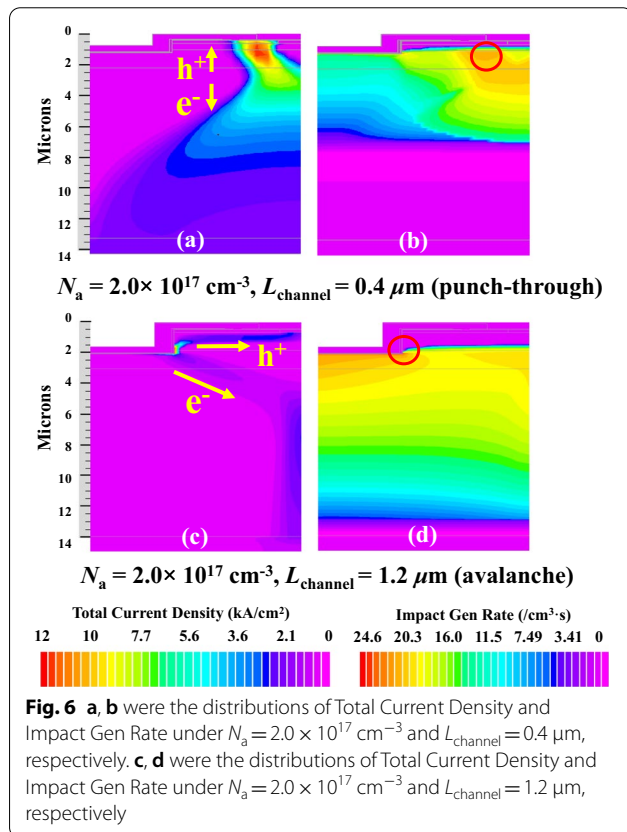 0
2
4
6
8
10
12
14
Microns
h+
e-
(a)
(b)
Na = 2.0× 10^17 cm^-3, Lchannel = 0.4 μm (punch-through)
0
2
4
6
8
10
12
14
Microns
h+
e-
(c)
(d)
Na = 2.0× 10^17 cm^-3, Lchannel = 1.2 μm (avalanche)
Total Current Density (kA/cm²)
12 10 7.7 5.6 3.6 2.1 0
Impact Gen Rate (/cm³·s)
24.6 20.3 16.0 11.5 7.49 3.41 0
Fig. 6 a, b were the distributions of Total Current Density and
Impact Gen Rate under Na = 2.0 × 10^17 cm^−3 and Lchannel = 0.4 μm,
respectively. c, d were the distributions of Total Current Density and
Impact Gen Rate under Na = 2.0 × 10^17 cm^−3 and Lchannel = 1.2 μm,
respectively